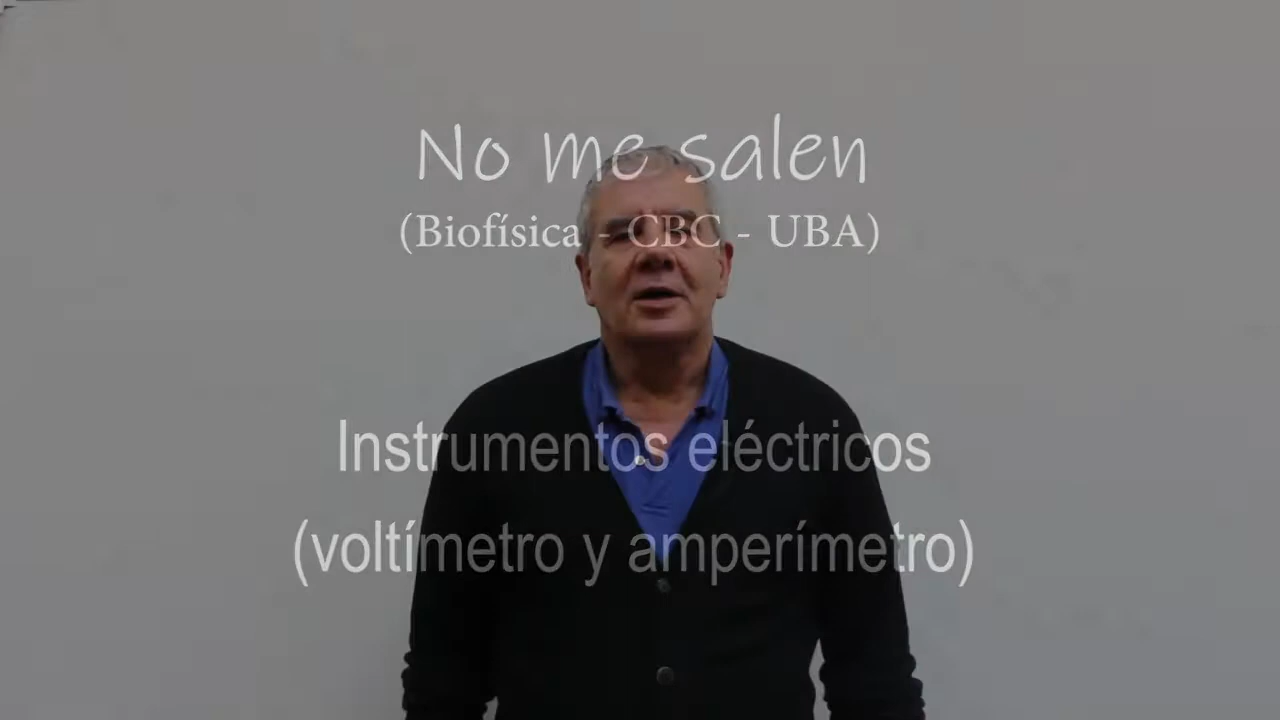 No me salen
(Biofísica - CBC - UBA)
Instrumentos eléctricos
(voltímetro y amperímetro)